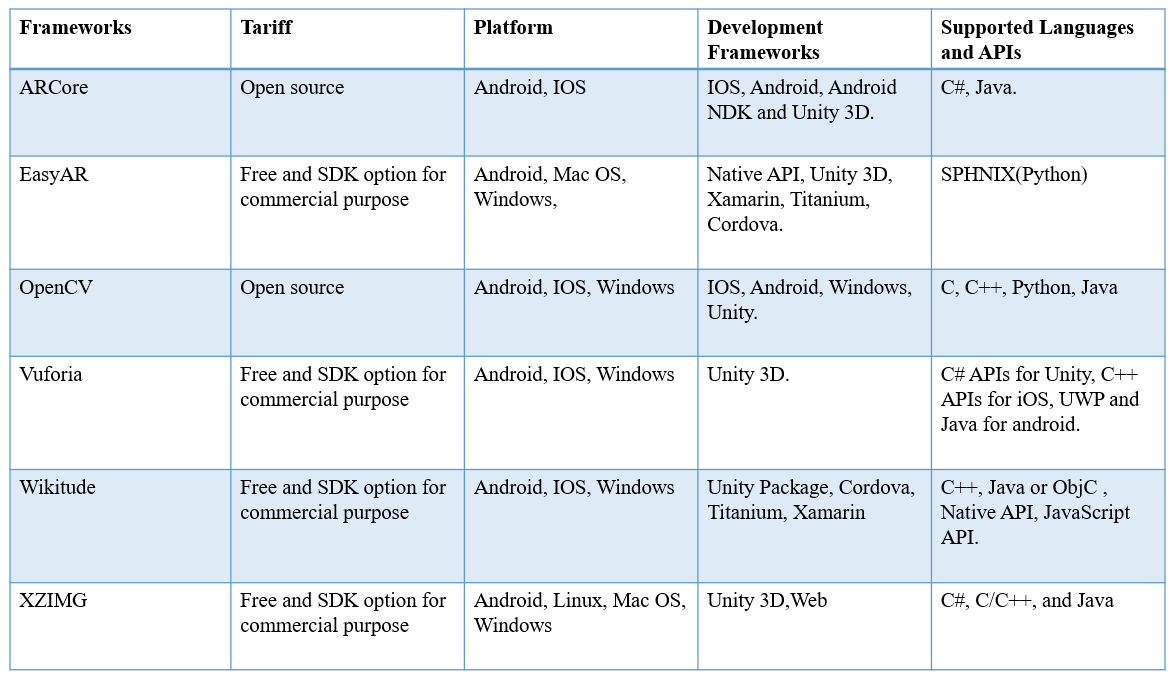 Frameworks
Tariff
Platform
Development
Frameworks
Supported Languages
and APIs
ARCore
Open source
Android, IOS
IOS, Android, Android
NDK and Unity 3D.
C#, Java.
EasyAR
Free and SDK option for
commercial purpose
Android, Mac OS,
Windows,
Native API, Unity 3D,
Xamarin, Titanium,
Cordova.
SPHNIX(Python)
OpenCV
Open source
Android, IOS, Windows
IOS, Android, Windows,
Unity.
C, C++, Python, Java
Vuforia
Free and SDK option for
commercial purpose
Android, IOS, Windows
Unity 3D.
C# APIs for Unity, C++
APIs for iOS, UWP and
Java for android.
Wikitude
Free and SDK option for
commercial purpose
Android, IOS, Windows
Unity Package, Cordova,
Titanium, Xamarin
C++, Java or ObjC ,
Native API, JavaScript
API.
XZIMG
Free and SDK option for
commercial purpose
Android, Linux, Mac OS,
Windows
Unity 3D,Web
C#, C/C++, and Java